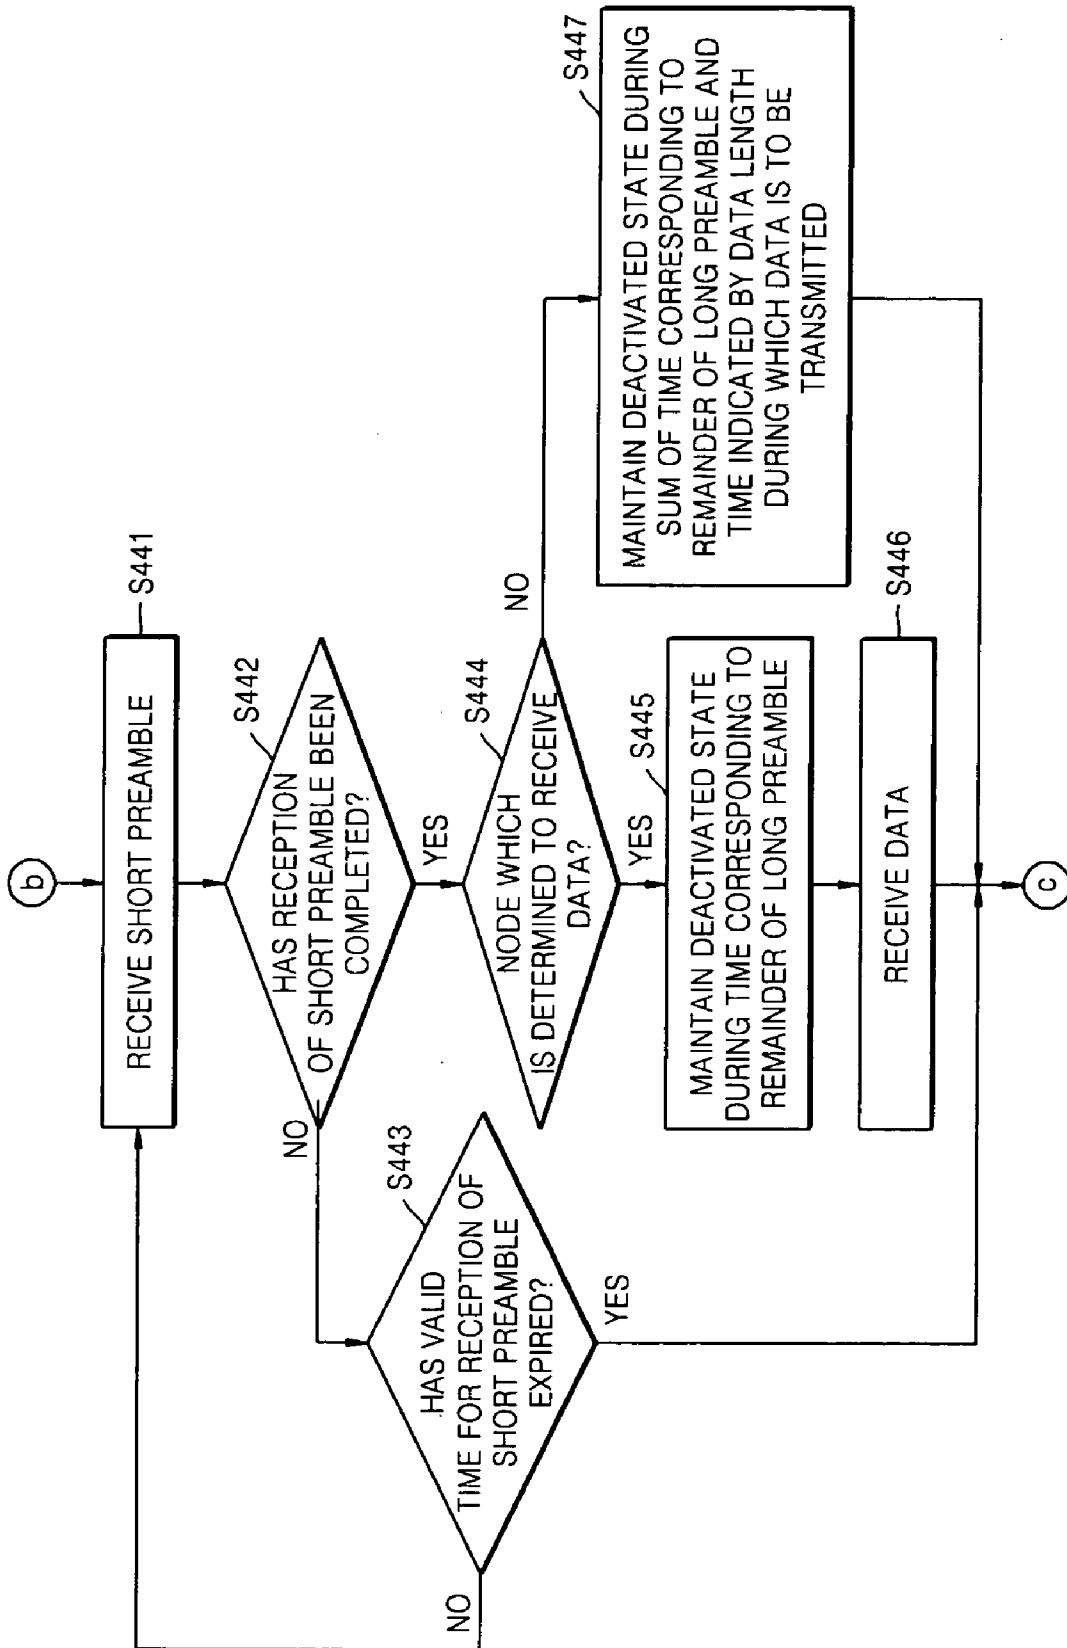 b
RECEIVE SHORT PREAMBLE
S441
HAS RECEPTION
OF SHORT PREAMBLE BEEN
COMPLETED?
S442
NO
YES
HAS VALID
TIME FOR RECEPTION OF
SHORT PREAMBLE
EXPIRED?
S443
NO
YES
NODE WHICH
IS DETERMINED TO RECEIVE
DATA?
S444
NO
YES
MAINTAIN DEACTIVATED STATE
DURING TIME CORRESPONDING TO
REMAINDER OF LONG PREAMBLE
S445
RECEIVE DATA
S446
MAINTAIN DEACTIVATED STATE DURING
SUM OF TIME CORRESPONDING TO
REMAINDER OF LONG PREAMBLE AND
TIME INDICATED BY DATA LENGTH
DURING WHICH DATA IS TO BE
TRANSMITTED
S447
c